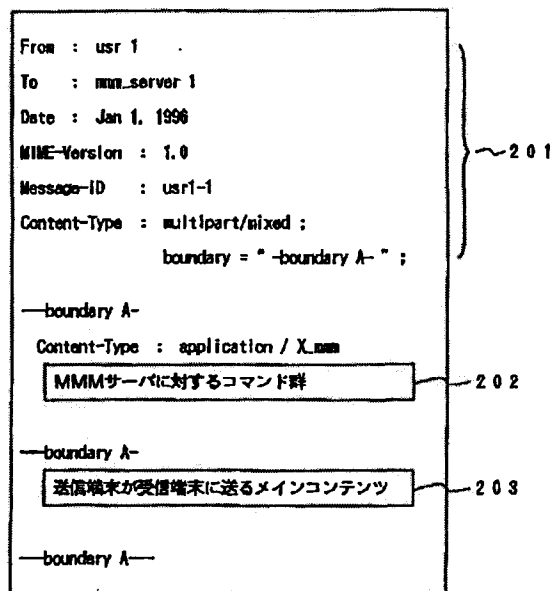 From : usr 1
To : mmm_server 1
Date : Jan 1, 1996
MIME-Version : 1.0
Message-ID : usr1-1
Content-Type : multipart/mixed ;
boundary = " -boundary A- " ;
201
---boundary A-
Content-Type : application / X_mmm
MMMサーバに対するコマンド群
202
---boundary A-
送信端末が受信端末に送るメインコンテンツ
203
---boundary A---